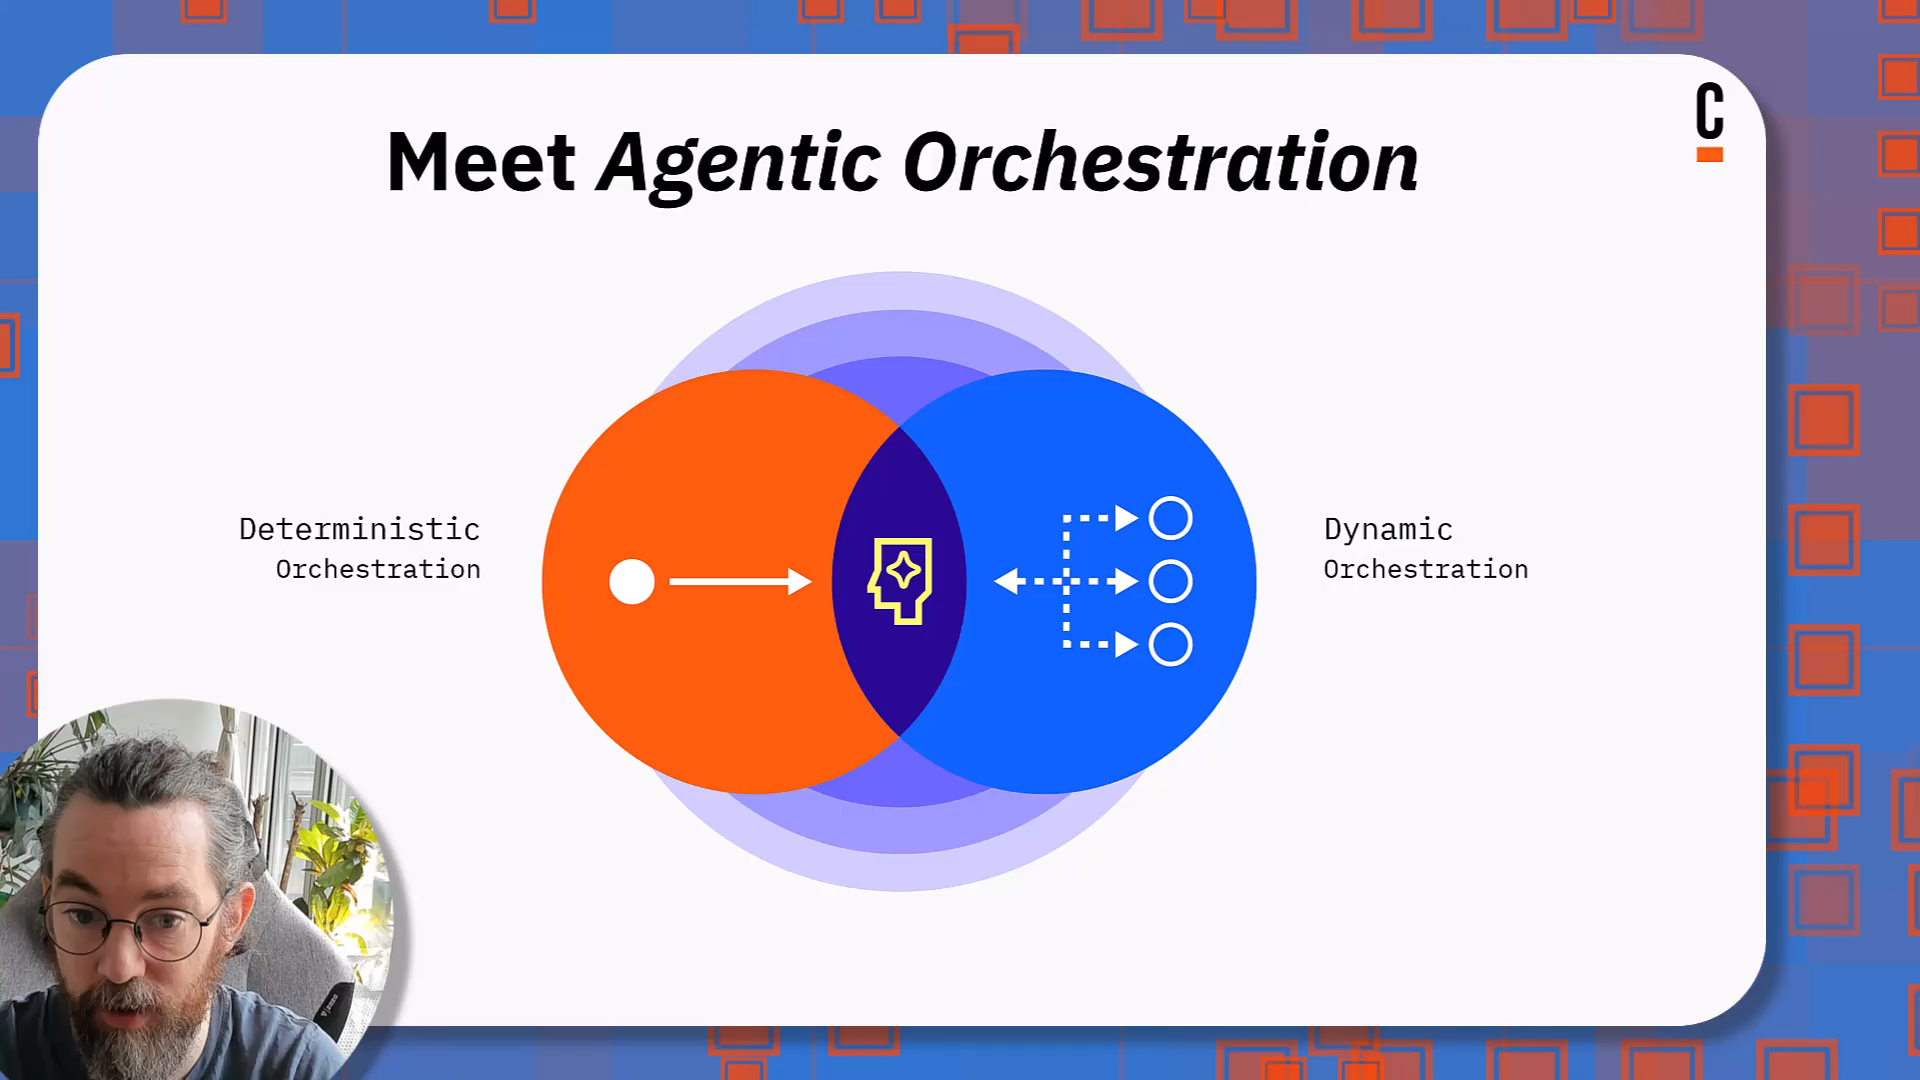 C
Meet Agentic Orchestration
Deterministic
Orchestration
Dynamic
Orchestration